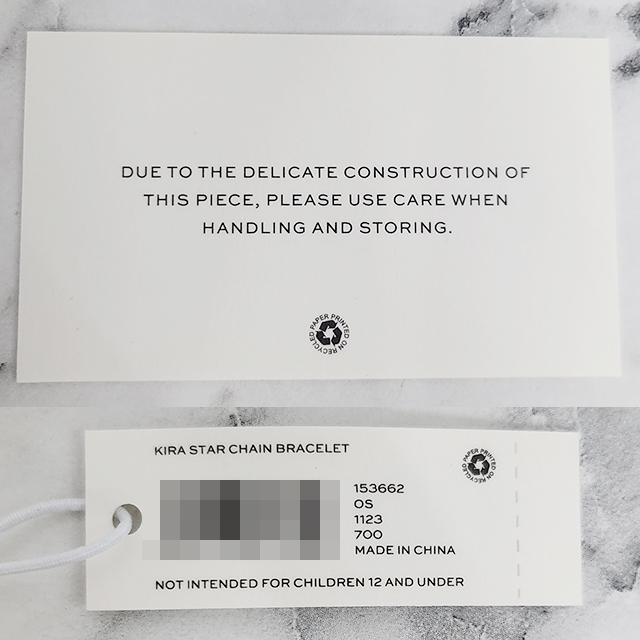 DUE TO THE DELICATE CONSTRUCTION OF
THIS PIECE, PLEASE USE CARE WHEN
HANDLING AND STORING.
PRINTED ON RECYCLED PAPER
KIRA STAR CHAIN BRACELET
PRINTED ON RECYCLED PAPER
153662
OS
1123
700
MADE IN CHINA
NOT INTENDED FOR CHILDREN 12 AND UNDER